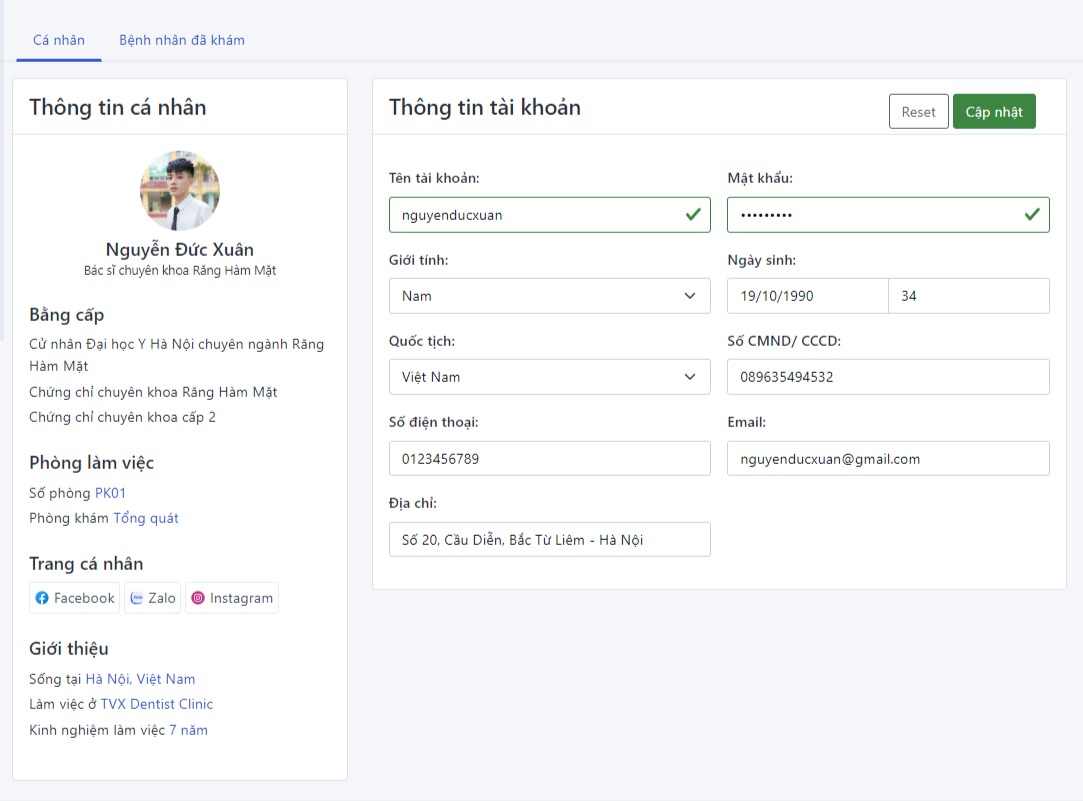 Cá nhân
Bệnh nhân đã khám
Thông tin cá nhân
Nguyễn Đức Xuân
Bác sĩ chuyên khoa Răng Hàm Mặt
Bằng cấp
Cử nhân Đại học Y Hà Nội chuyên ngành Răng
Hàm Mặt
Chứng chỉ chuyên khoa Răng Hàm Mặt
Chứng chỉ chuyên khoa cấp 2
Phòng làm việc
Số phòng PK01
Phòng khám Tổng quát
Trang cá nhân
Facebook
Zalo
Instagram
Giới thiệu
Sống tại Hà Nội, Việt Nam
Làm việc ở TVX Dentist Clinic
Kinh nghiệm làm việc 7 năm
Thông tin tài khoản
Reset
Cập nhật
Tên tài khoản:
nguyenducxuan
Mật khẩu:
•••••••••
Giới tính:
Nam
Ngày sinh:
19/10/1990
34
Quốc tịch:
Việt Nam
Số CMND/ CCCD:
089635494532
Số điện thoại:
0123456789
Email:
nguyenducxuan@gmail.com
Địa chỉ:
Số 20, Cầu Diễn, Bắc Từ Liêm - Hà Nội